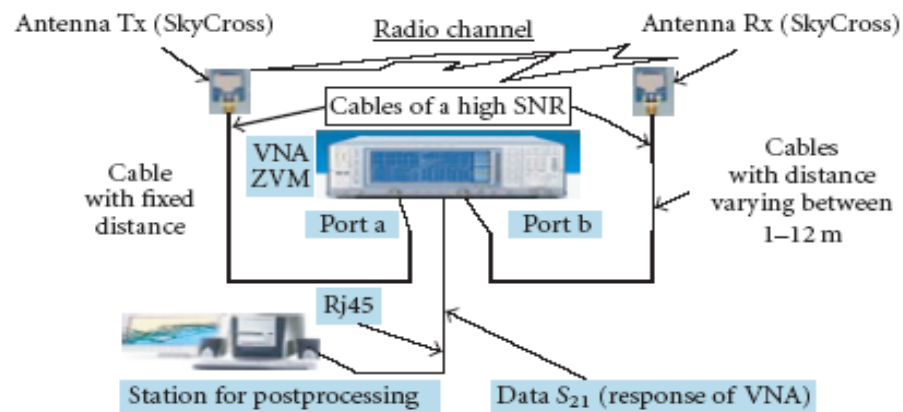 Antenna Tx (SkyCross)
Radio channel
Antenna Rx (SkyCross)
Cables of a high SNR
VNA
ZVM
Cable
with fixed
distance
Cables
with distance
varying between
1–12 m
Port a
Port b
Rj45
Station for postprocessing
Data S₂₁ (response of VNA)